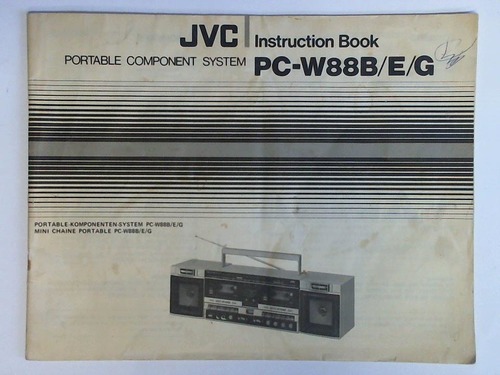 JVC
PORTABLE COMPONENT SYSTEM
Instruction Book
PC-W88B/E/G
PORTABLE-KOMPONENTEN-SYSTEM PC-W88B/E/G
MINI CHAINE PORTABLE PC-W88B/E/G